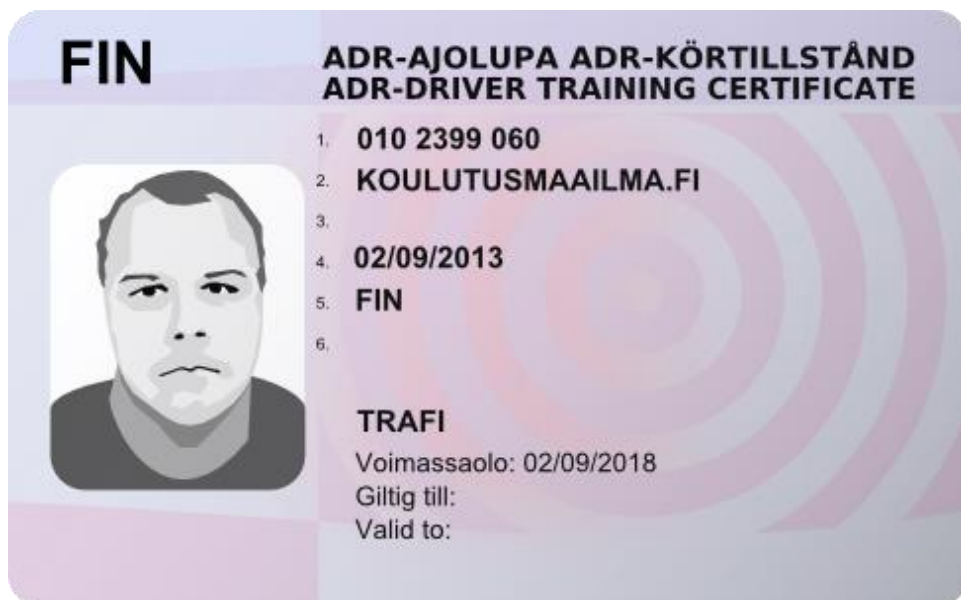 FIN
ADR-AJOLUPA ADR-KÖRTILLSTÅND
ADR-DRIVER TRAINING CERTIFICATE
1. 010 2399 060
2. KOULUTUSMAAILMA.FI
3.
4. 02/09/2013
5. FIN
6.
TRAFI
Voimassaolo: 02/09/2018
Giltig till:
Valid to: